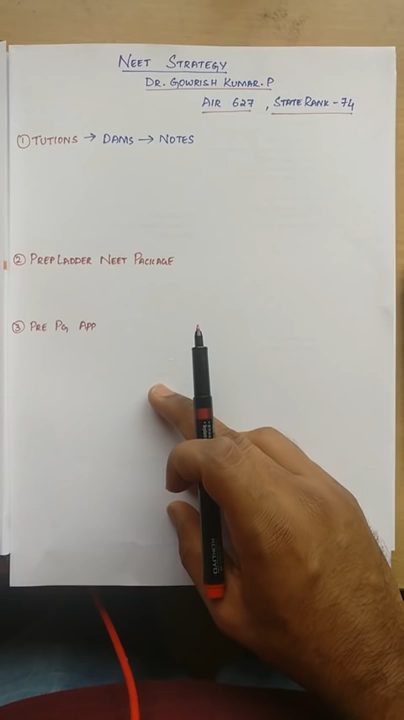 NEET STRATEGY
DR. GOWRISH KUMAR. P
AIR 627 , STATE RANK - 74
① TUTIONS → DAMS → NOTES
② PREPLADDER NEET PACKAGE
③ PRE PG APP
KOKUYO